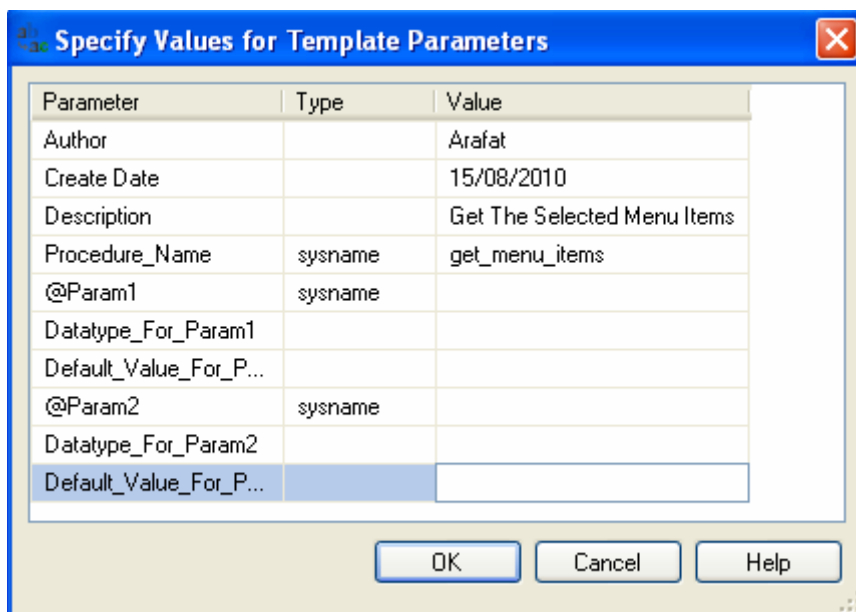 Specify Values for Template Parameters
Parameter Type Value
Author Arafat
Create Date 15/08/2010
Description Get The Selected Menu Items
Procedure_Name sysname get_menu_items
@Param1 sysname
Datatype_For_Param1
Default_Value_For_P...
@Param2 sysname
Datatype_For_Param2
Default_Value_For_P...
OK Cancel Help